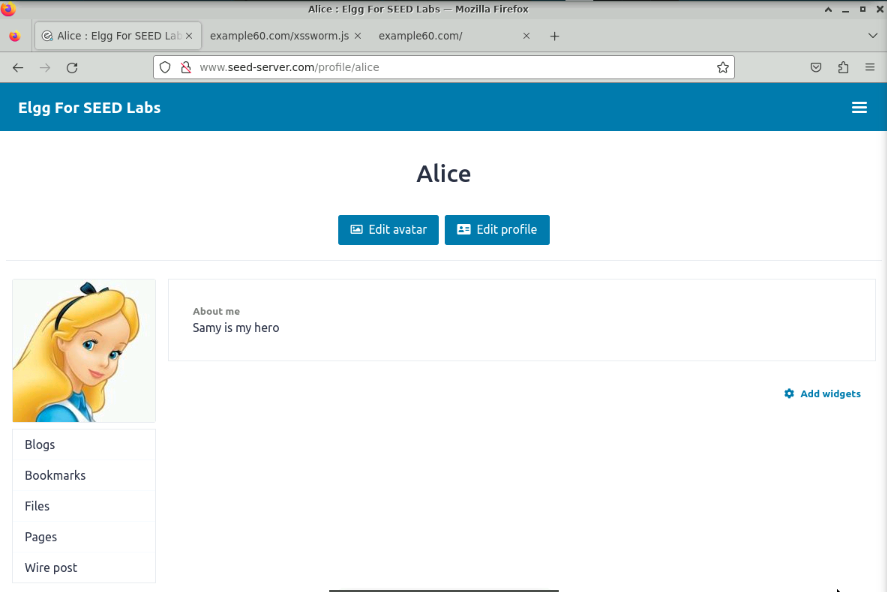 Alice : Elgg For SEED Labs — Mozilla Firefox
Alice : Elgg For SEED Lab
example60.com/xssworm.js
example60.com/
www.seed-server.com/profile/alice
Elgg For SEED Labs
Alice
Edit avatar
Edit profile
About me
Samy is my hero
Add widgets
Blogs
Bookmarks
Files
Pages
Wire post